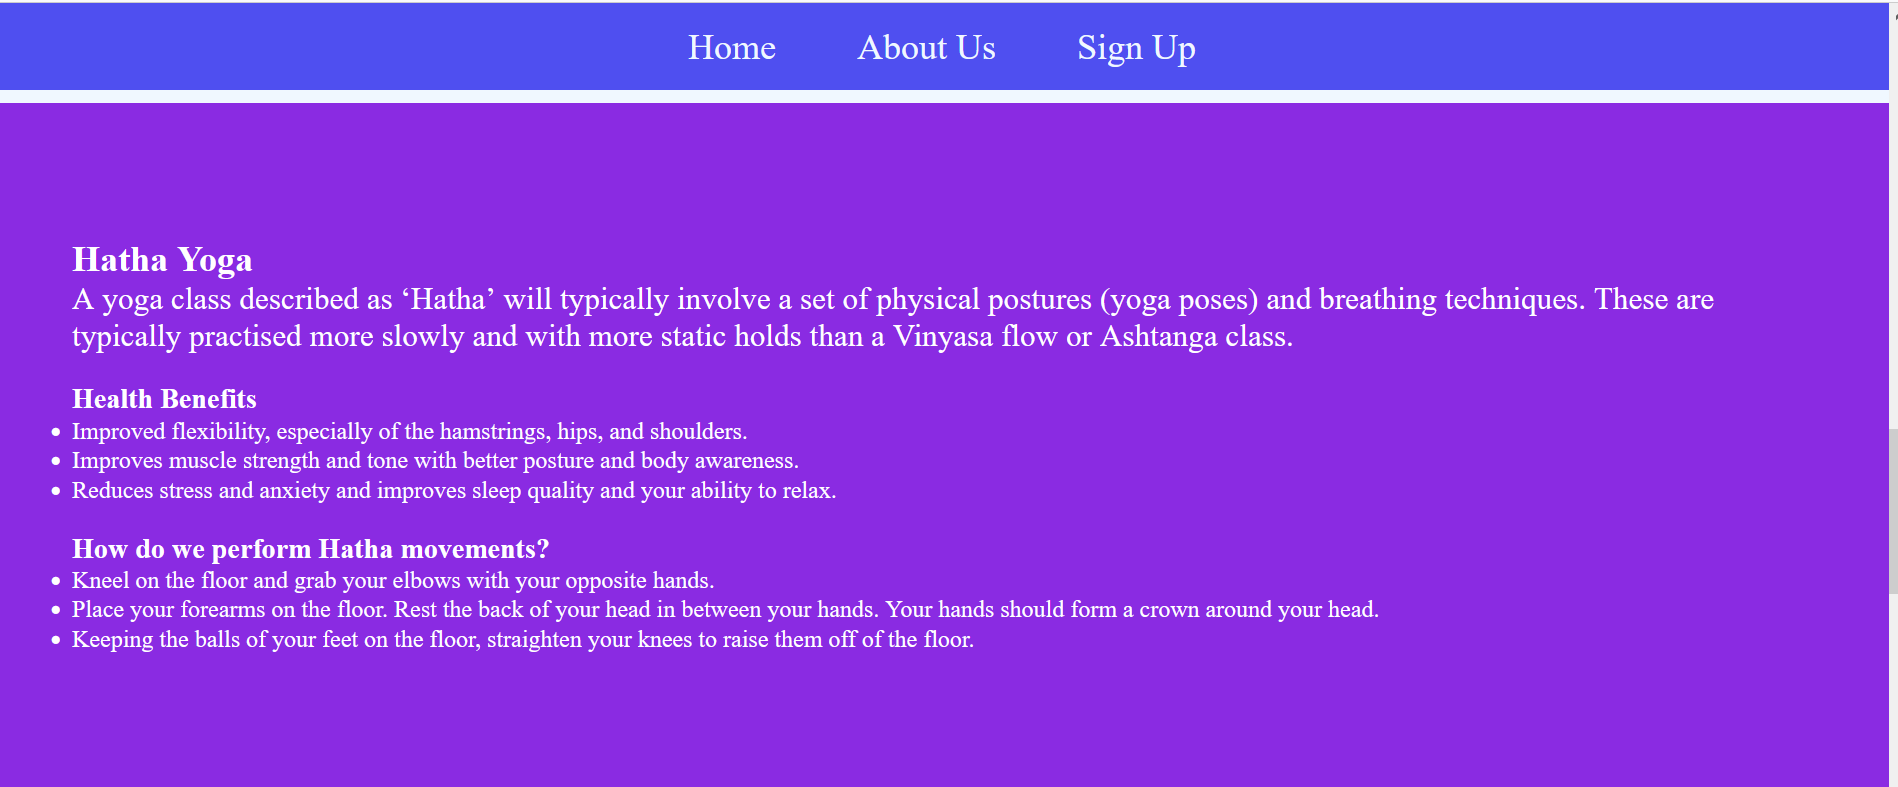 Home About Us Sign Up
Hatha Yoga
A yoga class described as ‘Hatha’ will typically involve a set of physical postures (yoga poses) and breathing techniques. These are
typically practised more slowly and with more static holds than a Vinyasa flow or Ashtanga class.
Health Benefits
• Improved flexibility, especially of the hamstrings, hips, and shoulders.
• Improves muscle strength and tone with better posture and body awareness.
• Reduces stress and anxiety and improves sleep quality and your ability to relax.
How do we perform Hatha movements?
• Kneel on the floor and grab your elbows with your opposite hands.
• Place your forearms on the floor. Rest the back of your head in between your hands. Your hands should form a crown around your head.
• Keeping the balls of your feet on the floor, straighten your knees to raise them off of the floor.